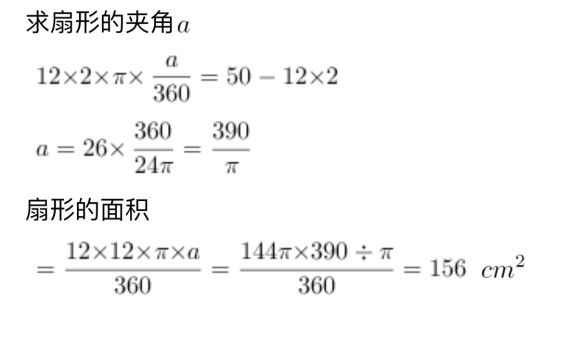 求扇形的夹角a
12×2×π×a/360 = 50 − 12×2
a = 26×360/24π = 390/π
扇形的面积
= 12×12×π×a/360 = 144π×390÷π/360 = 156 cm²